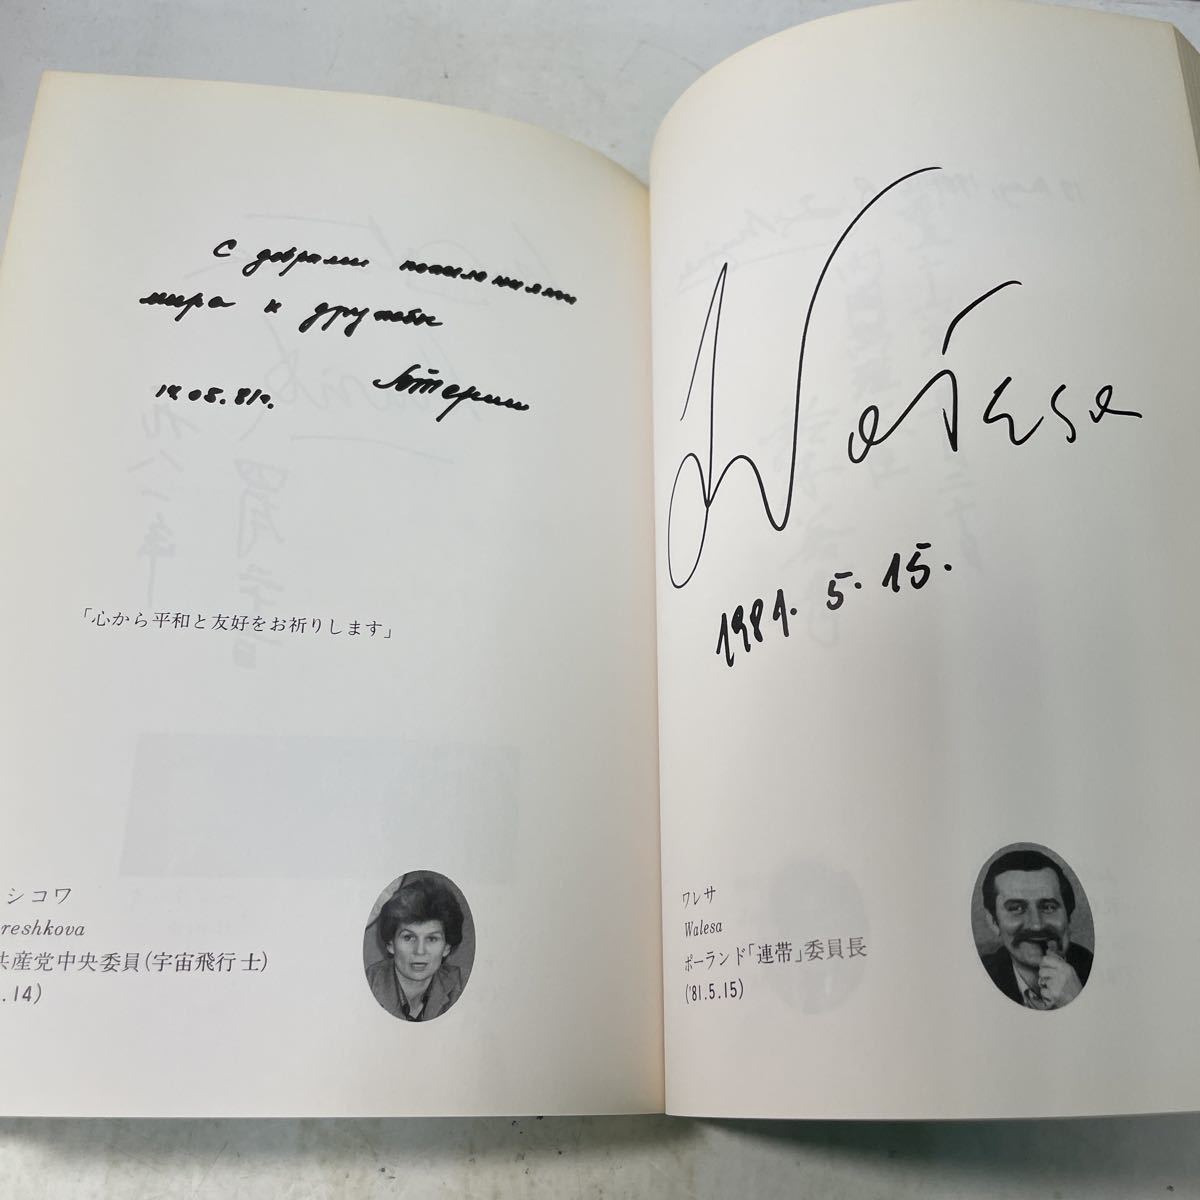 С добрами пожеланиями
мира и дружбы
19.05.81г.
「心から平和と友好をお祈りします」
シコワ
reshkova
共産党中央委員(宇宙飛行士)
.14)
Wałesa
1981. 5. 15.
ワレサ
Walesa
ポーランド「連帯」委員長
('81.5.15)